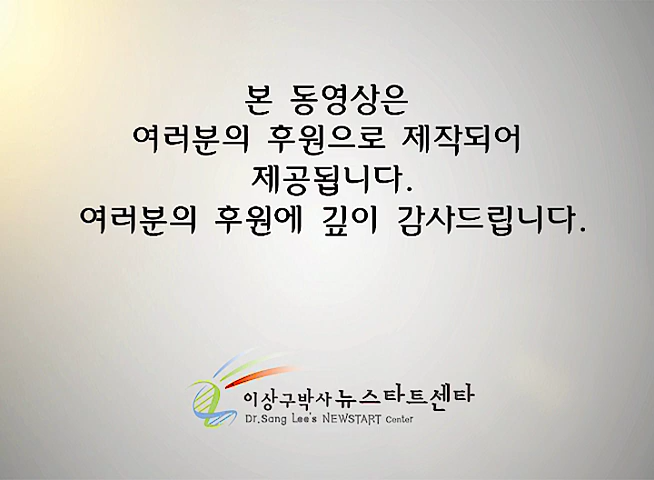 본 동영상은
여러분의 후원으로 제작되어
제공됩니다.
여러분의 후원에 깊이 감사드립니다.
이상구박사 뉴스타트센타
Dr.Sang Lee's NEWSTART Center